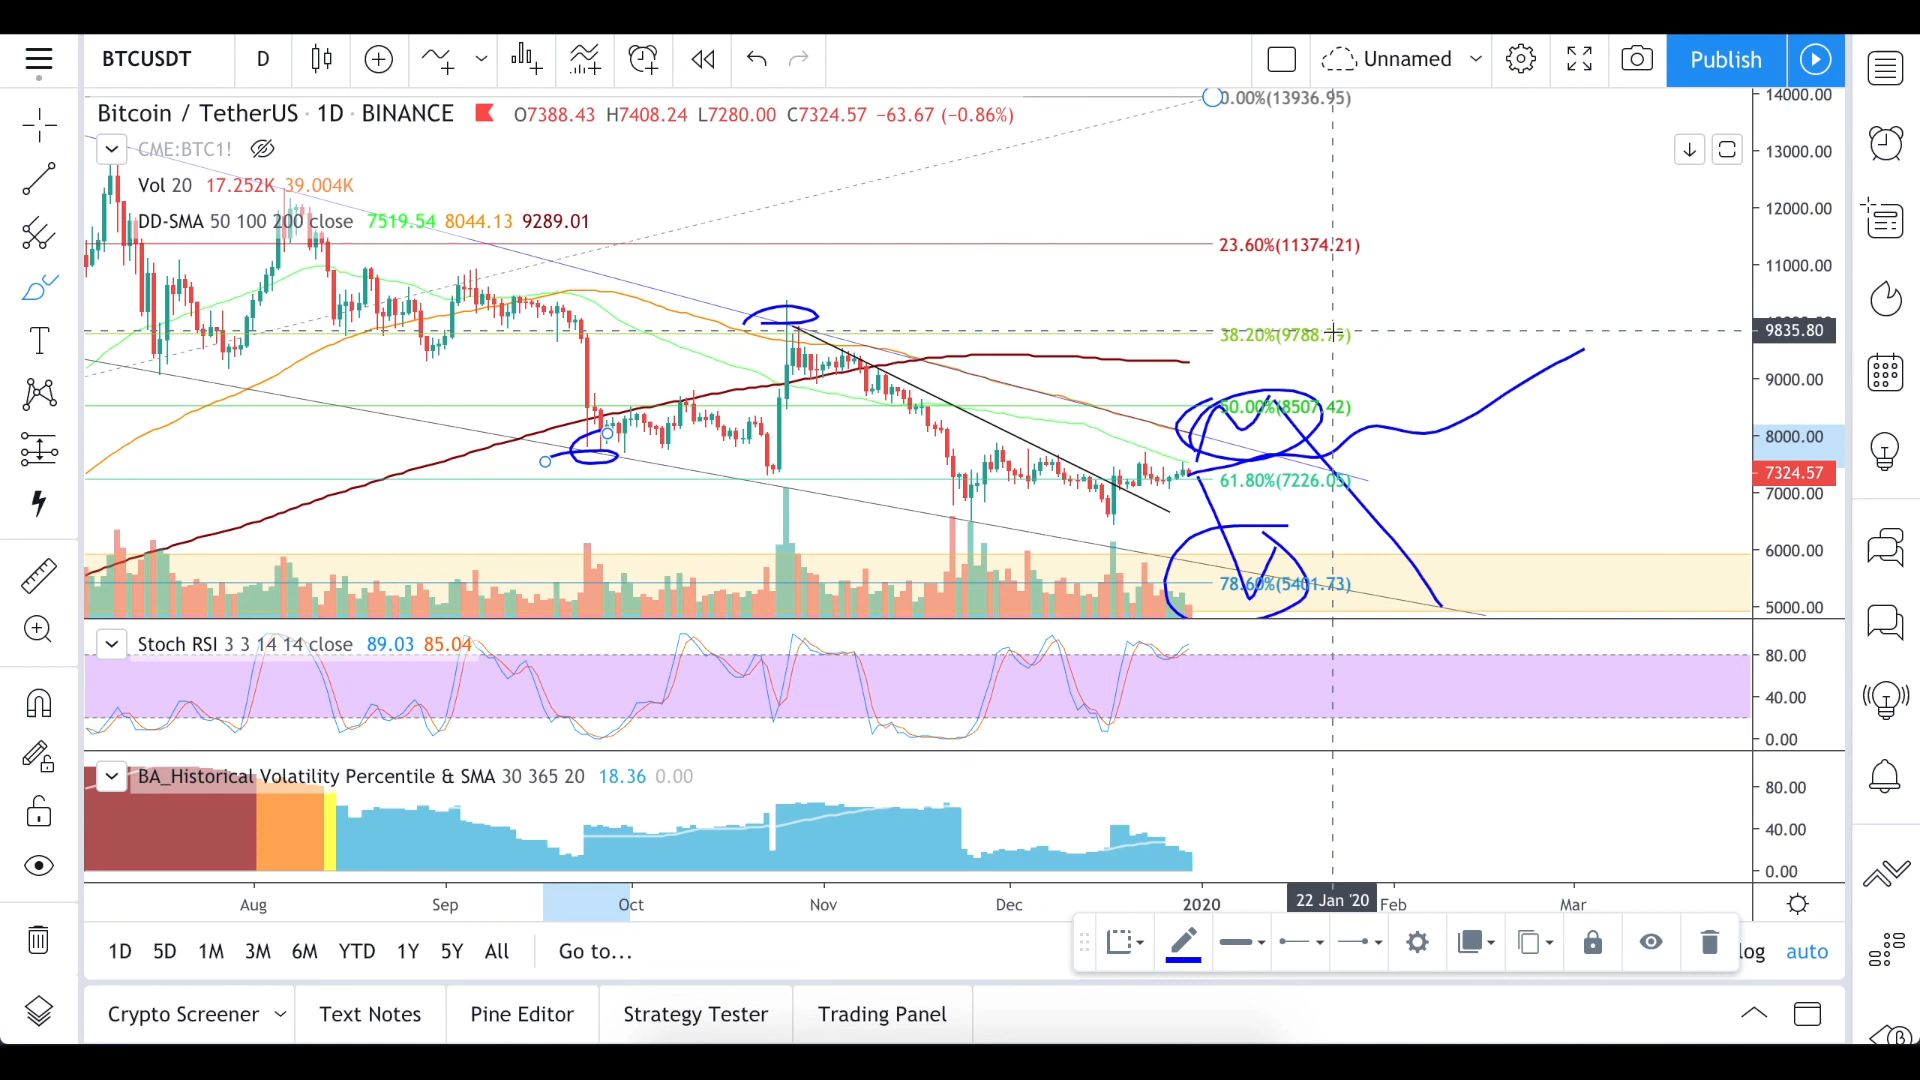 BTCUSDT D Unnamed Publish
Bitcoin / TetherUS · 1D · BINANCE O7388.43 H7408.24 L7280.00 C7324.57 −63.67 (−0.86%)
CME:BTC1!
Vol 20 17.252K 39.004K
DD-SMA 50 100 200 close 7519.54 8044.13 9289.01
0.00%(13936.95)
23.60%(11374.21)
38.20%(9788.79)
50.00%(8507.42)
61.80%(7226.05)
78.60%(5401.73)
14000.00
13000.00
12000.00
11000.00
9835.80
9000.00
8000.00
7324.57
7000.00
6000.00
5000.00
Stoch RSI 3 3 14 14 close 89.03 85.04
80.00
40.00
0.00
BA_Historical Volatility Percentile & SMA 30 365 20 18.36 0.00
80.00
40.00
0.00
Aug Sep Oct Nov Dec 2020 22 Jan '20 Feb Mar
1D 5D 1M 3M 6M YTD 1Y 5Y All Go to... log auto
Crypto Screener Text Notes Pine Editor Strategy Tester Trading Panel